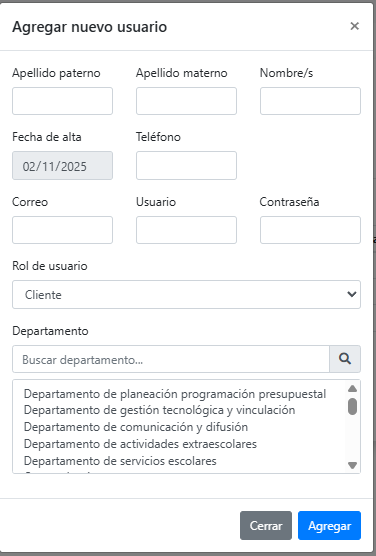 Agregar nuevo usuario ×
Apellido paterno Apellido materno Nombre/s
Fecha de alta Teléfono
02/11/2025
Correo Usuario Contraseña
Rol de usuario
Cliente
Departamento
Buscar departamento...
Departamento de planeación programación presupuestal
Departamento de gestión tecnológica y vinculación
Departamento de comunicación y difusión
Departamento de actividades extraescolares
Departamento de servicios escolares
Cerrar Agregar